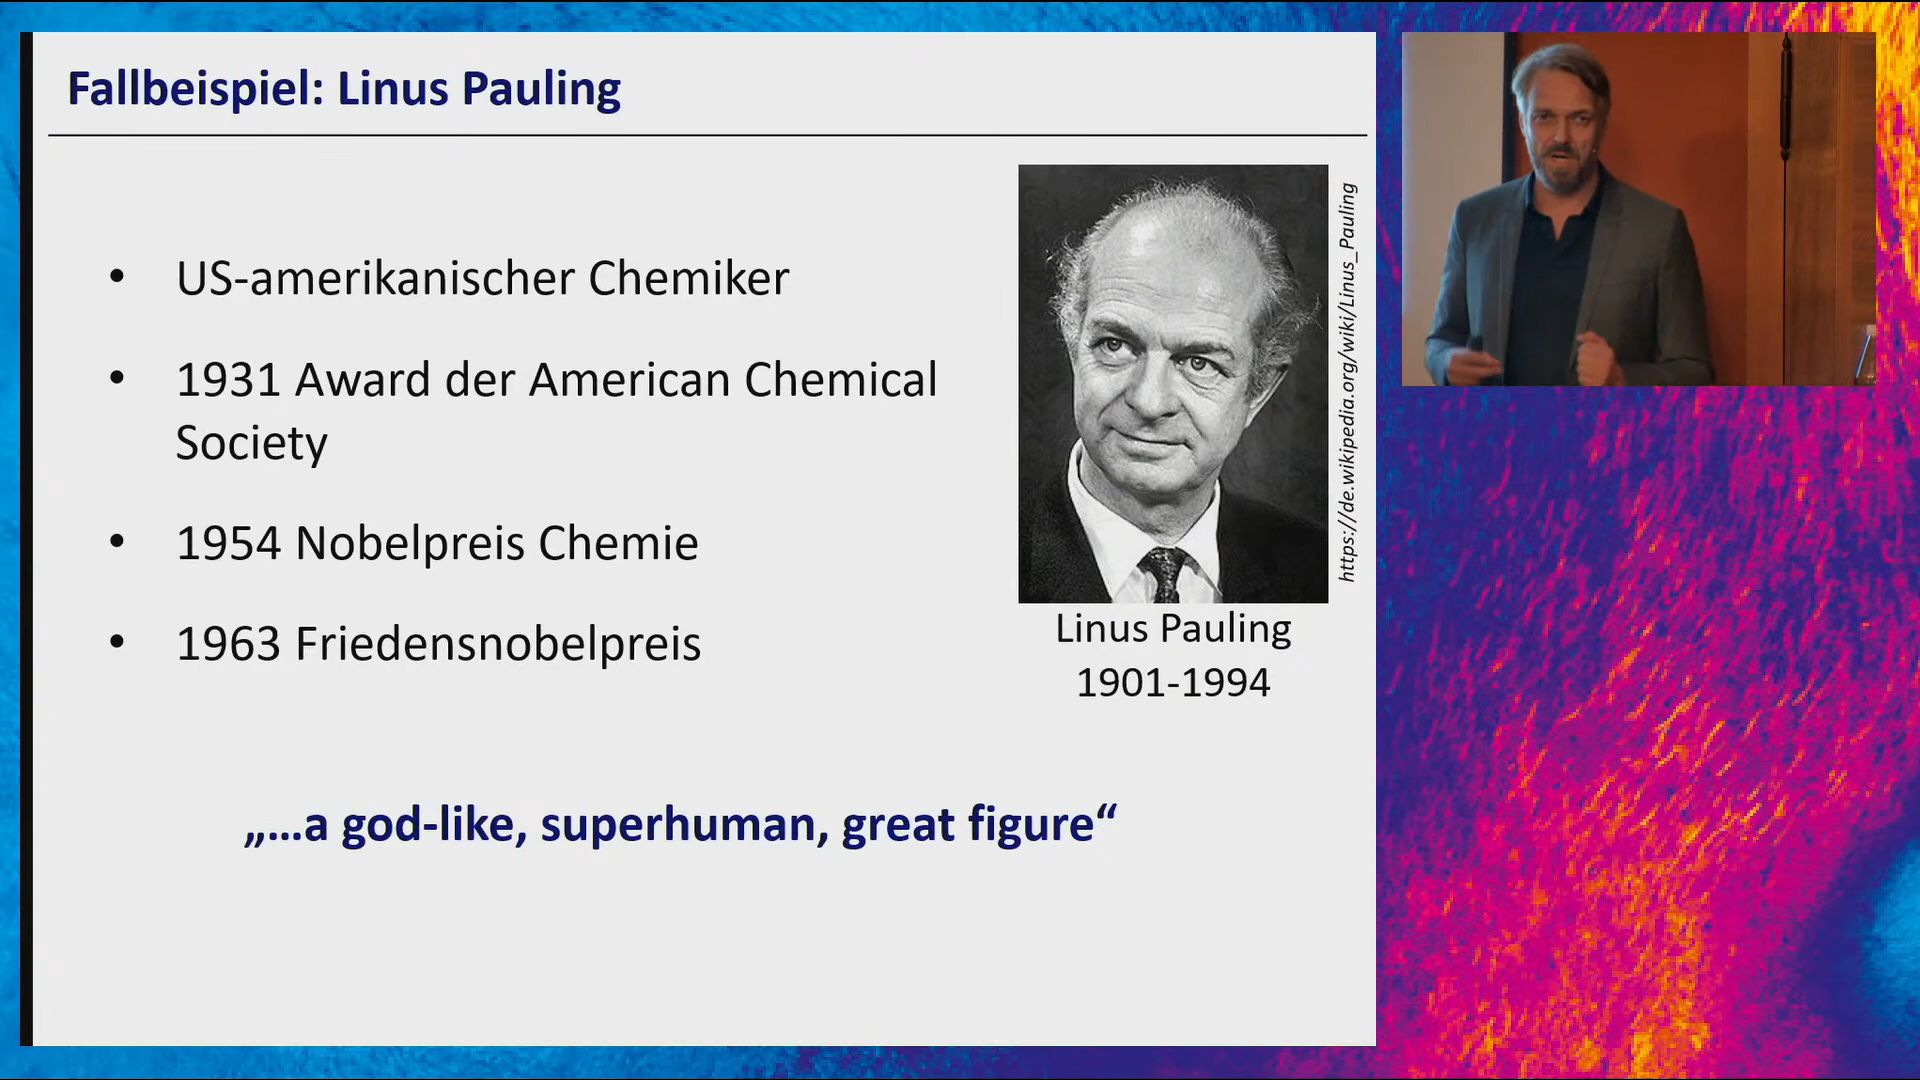 Fallbeispiel: Linus Pauling
• US-amerikanischer Chemiker
• 1931 Award der American Chemical
Society
• 1954 Nobelpreis Chemie
• 1963 Friedensnobelpreis
https://de.wikipedia.org/wiki/Linus_Pauling
Linus Pauling
1901-1994
„…a god-like, superhuman, great figure“